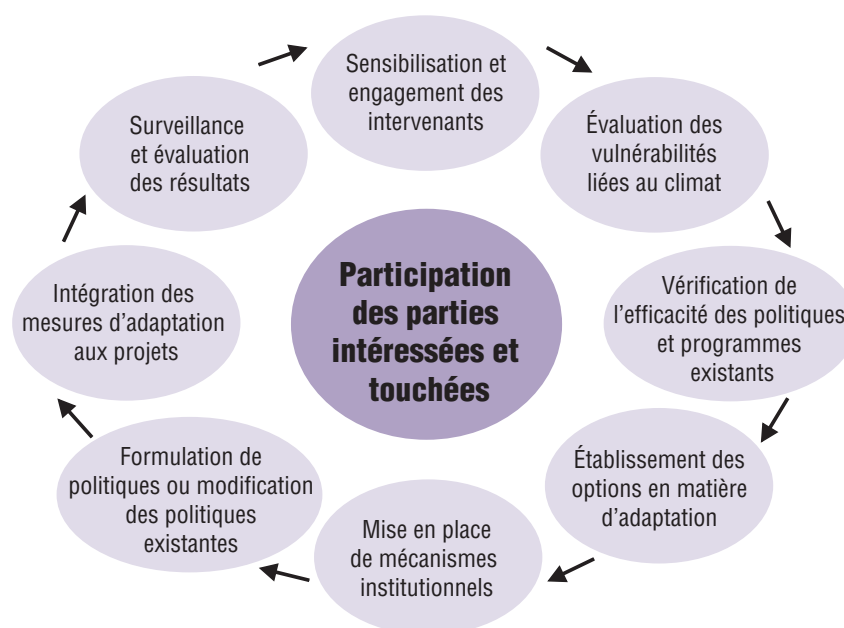 Sensibilisation et
engagement des
intervenants
Évaluation des
vulnérabilités
liées au climat
Vérification de
l'efficacité des politiques
et programmes
existants
Établissement des
options en matière
d'adaptation
Mise en place
de mécanismes
institutionnels
Formulation de
politiques ou modification
des politiques
existantes
Intégration des
mesures d'adaptation
aux projets
Surveillance
et évaluation
des résultats
Participation
des parties
intéressées et
touchées